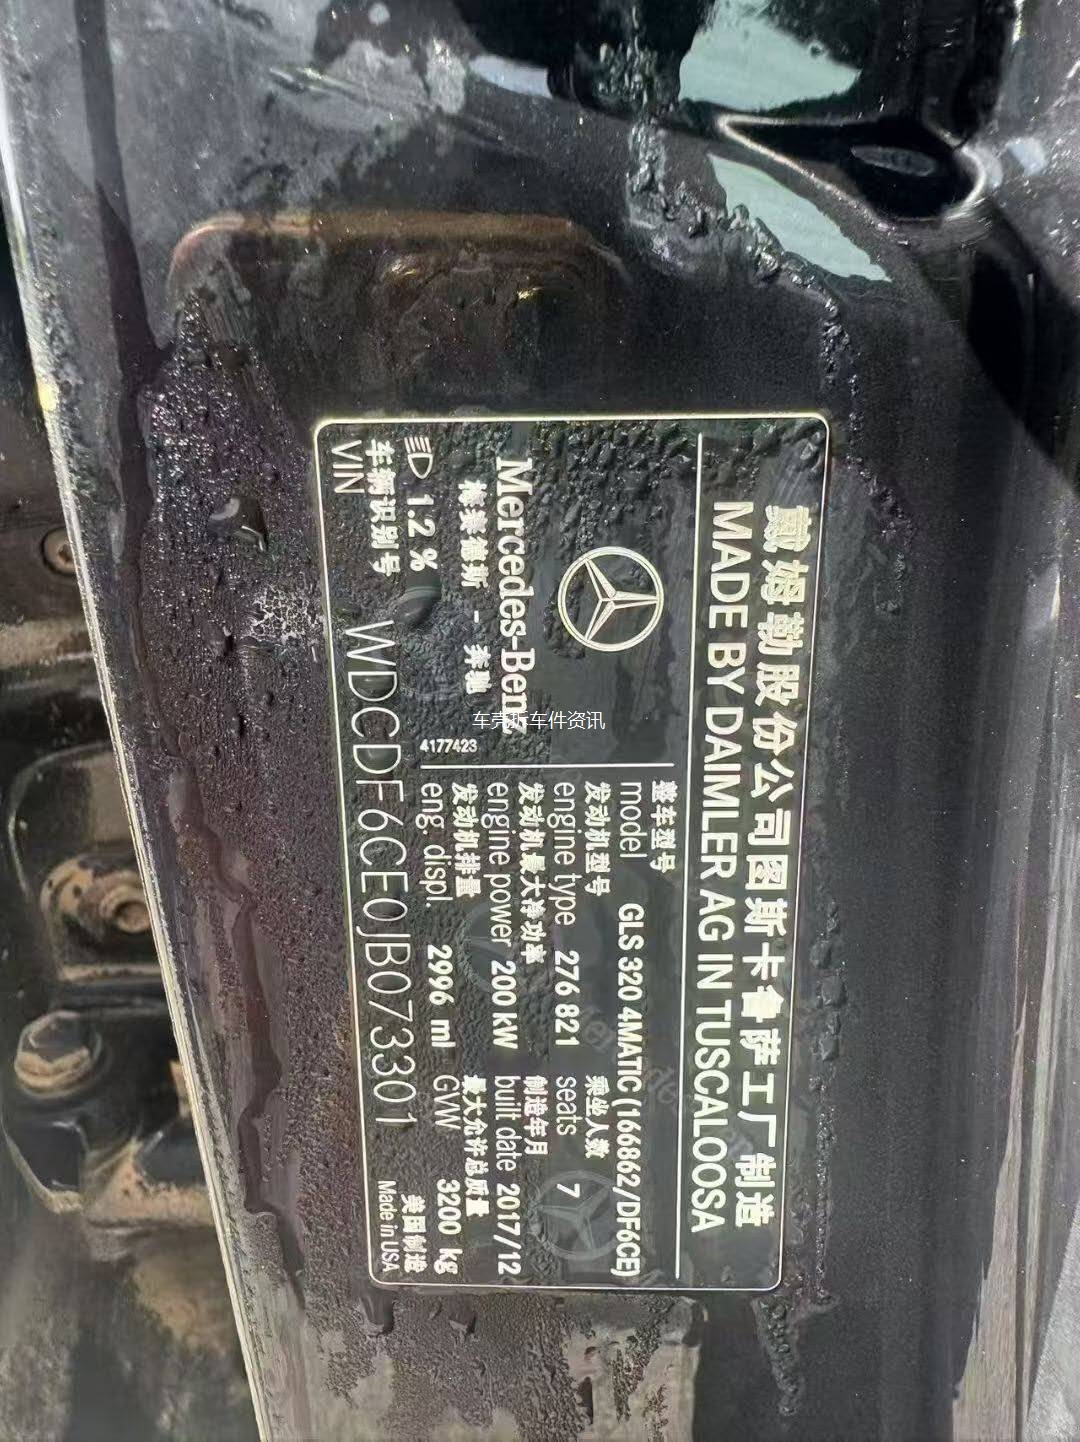 戴姆勒股份公司图斯卡鲁萨工厂制造
MADE BY DAIMLER AG IN TUSCALOOSA
Mercedes-Benz
梅赛德斯 - 奔驰
1.2 %
4177423
整车型号
model GLS 320 4MATIC (166862/DF6CE)
发动机型号 乘坐人数
engine type 276 821 seats 7
发动机最大净功率 制造年月
engine power 200 kW built date 2017/12
发动机排量 最大允许总质量
eng. displ. 2996 ml GVW 3200 kg
车辆识别号 美国制造
VIN WDCDF6CE0JB073301 Made in USA
车壳拆车件资讯